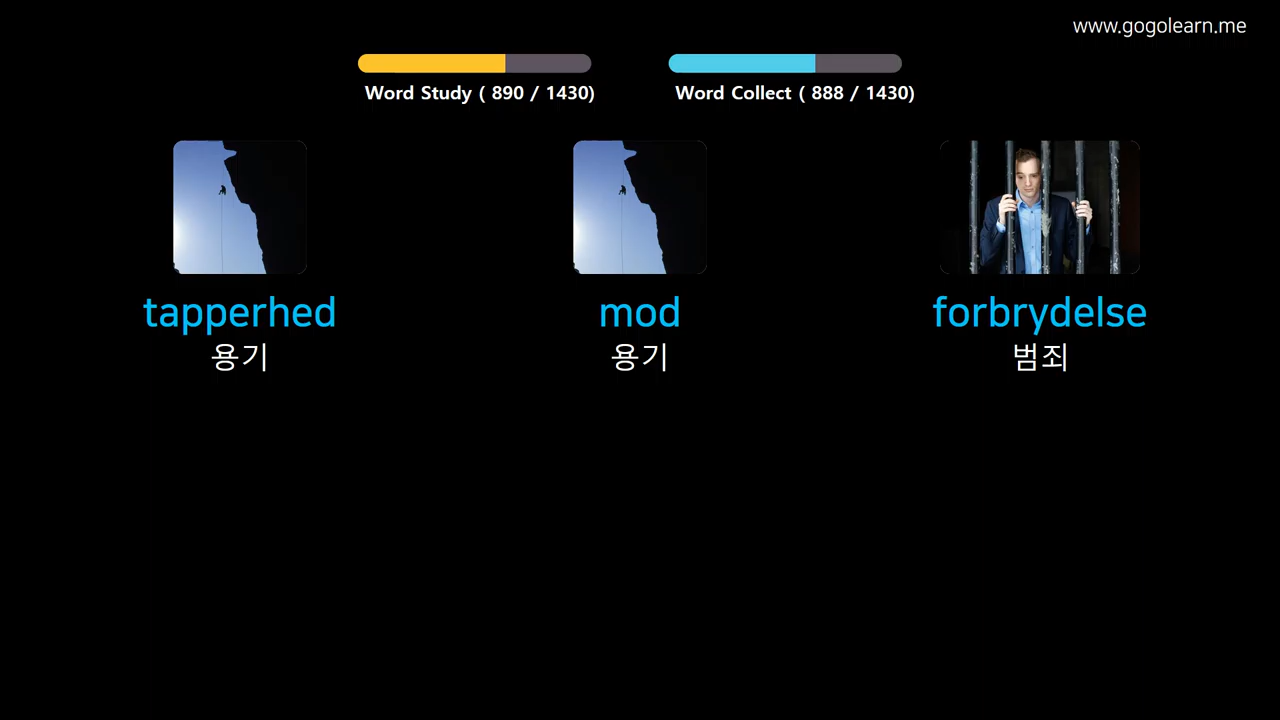 www.gogolearn.me
Word Study ( 890 / 1430)
Word Collect ( 888 / 1430)
tapperhed
용기
mod
용기
forbrydelse
범죄